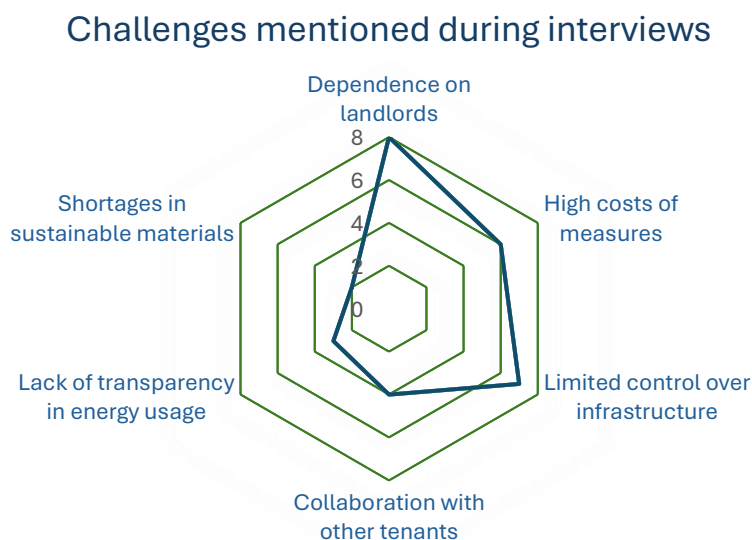 Challenges mentioned during interviews
Dependence on
landlords
8
6
4
2
0
High costs of
measures
Limited control over
infrastructure
Collaboration with
other tenants
Lack of transparency
in energy usage
Shortages in
sustainable materials